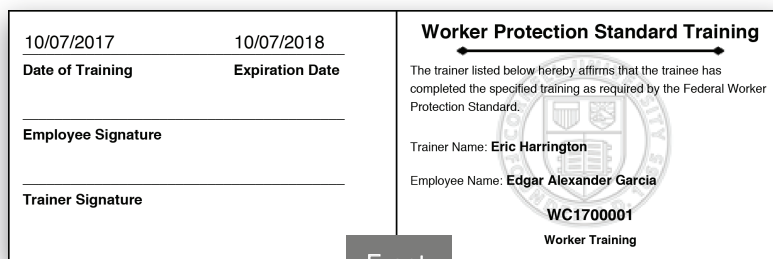 10/07/2017 10/07/2018
Date of Training Expiration Date
Employee Signature
Trainer Signature
Worker Protection Standard Training
The trainer listed below hereby affirms that the trainee has
completed the specified training as required by the Federal Worker
Protection Standard.
Trainer Name: Eric Harrington
Employee Name: Edgar Alexander Garcia
WC1700001
Worker Training